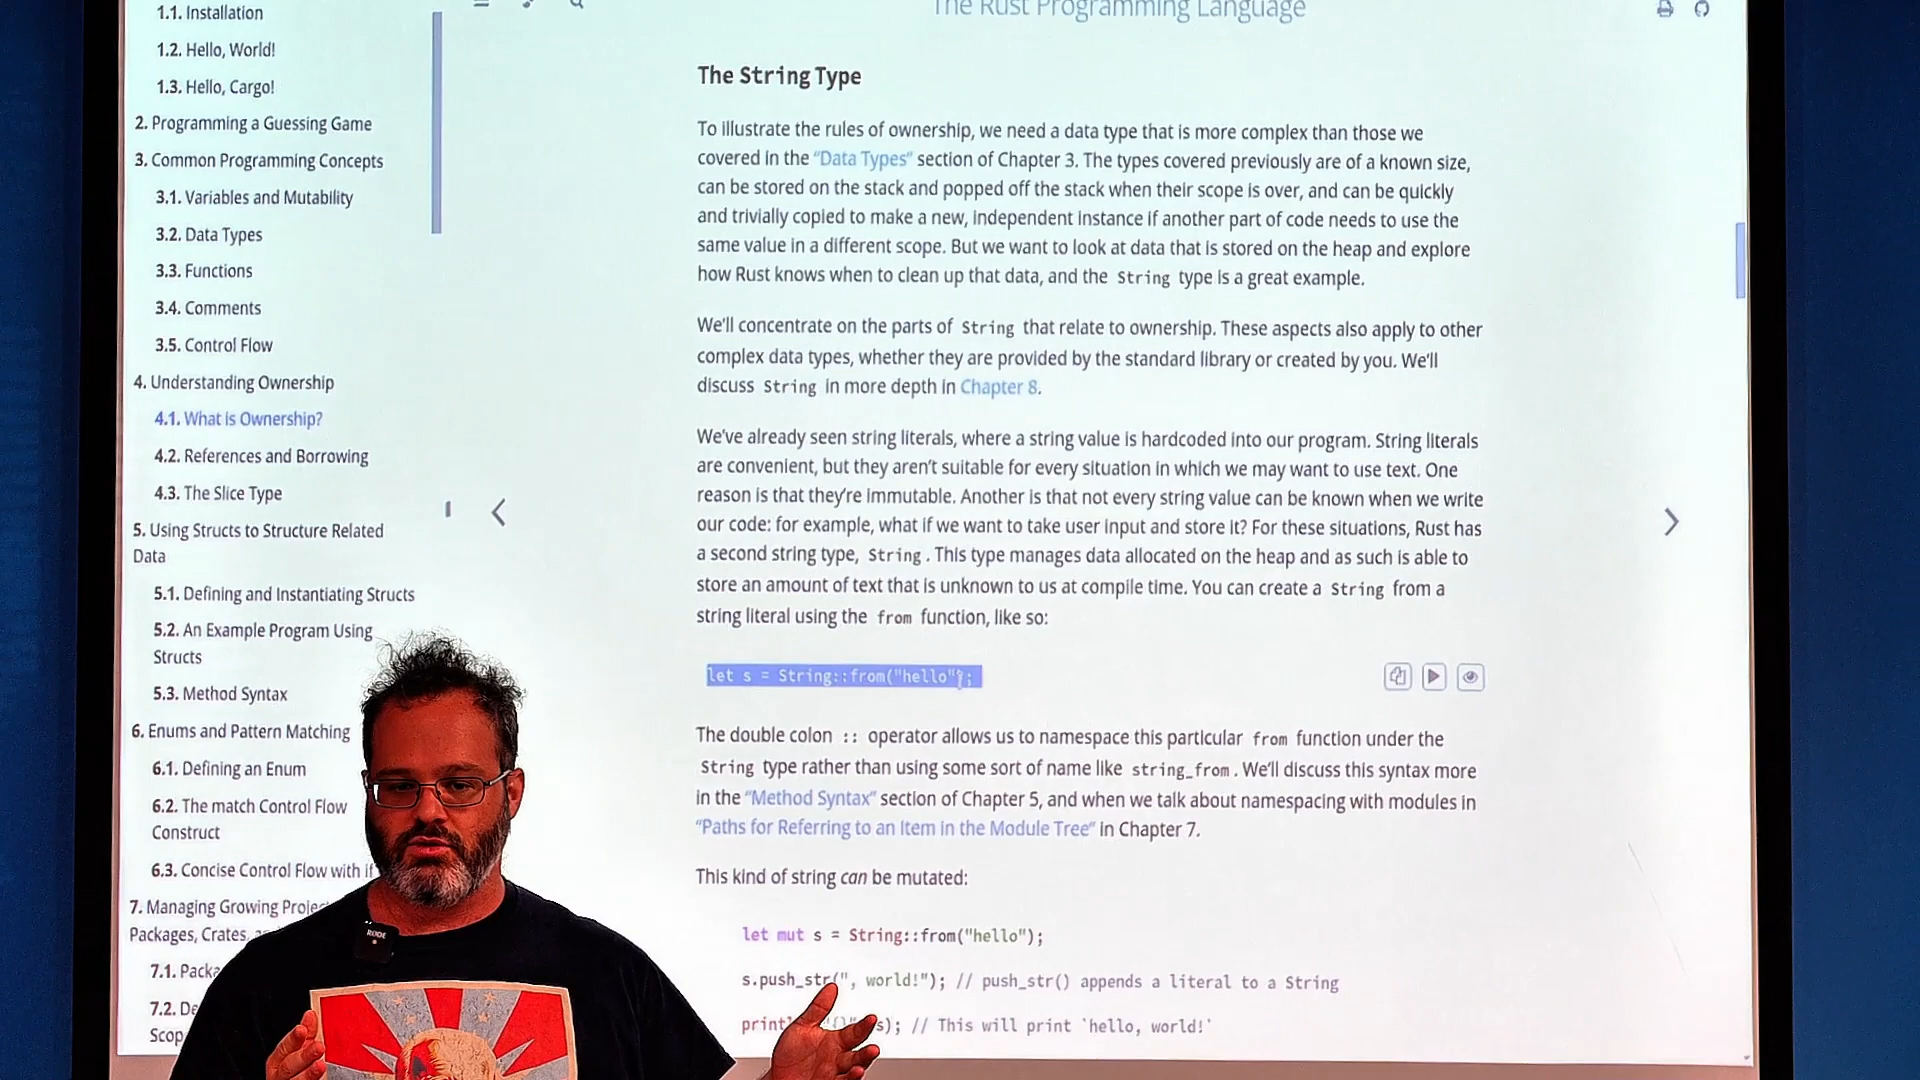 The Rust Programming Language
1.1. Installation
1.2. Hello, World!
1.3. Hello, Cargo!
2. Programming a Guessing Game
3. Common Programming Concepts
3.1. Variables and Mutability
3.2. Data Types
3.3. Functions
3.4. Comments
3.5. Control Flow
4. Understanding Ownership
4.1. What is Ownership?
4.2. References and Borrowing
4.3. The Slice Type
5. Using Structs to Structure Related
Data
5.1. Defining and Instantiating Structs
5.2. An Example Program Using
Structs
5.3. Method Syntax
6. Enums and Pattern Matching
6.1. Defining an Enum
6.2. The match Control Flow
Construct
6.3. Concise Control Flow with if
7. Managing Growing
Packages, Crates,
7.1.
7.2.
The String Type
To illustrate the rules of ownership, we need a data type that is more complex than those we
covered in the “Data Types” section of Chapter 3. The types covered previously are of a known size,
can be stored on the stack and popped off the stack when their scope is over, and can be quickly
and trivially copied to make a new, independent instance if another part of code needs to use the
same value in a different scope. But we want to look at data that is stored on the heap and explore
how Rust knows when to clean up that data, and the String type is a great example.
We’ll concentrate on the parts of String that relate to ownership. These aspects also apply to other
complex data types, whether they are provided by the standard library or created by you. We’ll
discuss String in more depth in Chapter 8.
We’ve already seen string literals, where a string value is hardcoded into our program. String literals
are convenient, but they aren’t suitable for every situation in which we may want to use text. One
reason is that they’re immutable. Another is that not every string value can be known when we write
our code: for example, what if we want to take user input and store it? For these situations, Rust has
a second string type, String. This type manages data allocated on the heap and as such is able to
store an amount of text that is unknown to us at compile time. You can create a String from a
string literal using the from function, like so:
let s = String::from("hello");
The double colon :: operator allows us to namespace this particular from function under the
String type rather than using some sort of name like string_from. We’ll discuss this syntax more
in the “Method Syntax” section of Chapter 5, and when we talk about namespacing with modules in
“Paths for Referring to an Item in the Module Tree” in Chapter 7.
This kind of string can be mutated:
let mut s = String::from("hello");
s.push_str(", world!"); // push_str() appends a literal to a String
print s); // This will print `hello, world!`
RODE